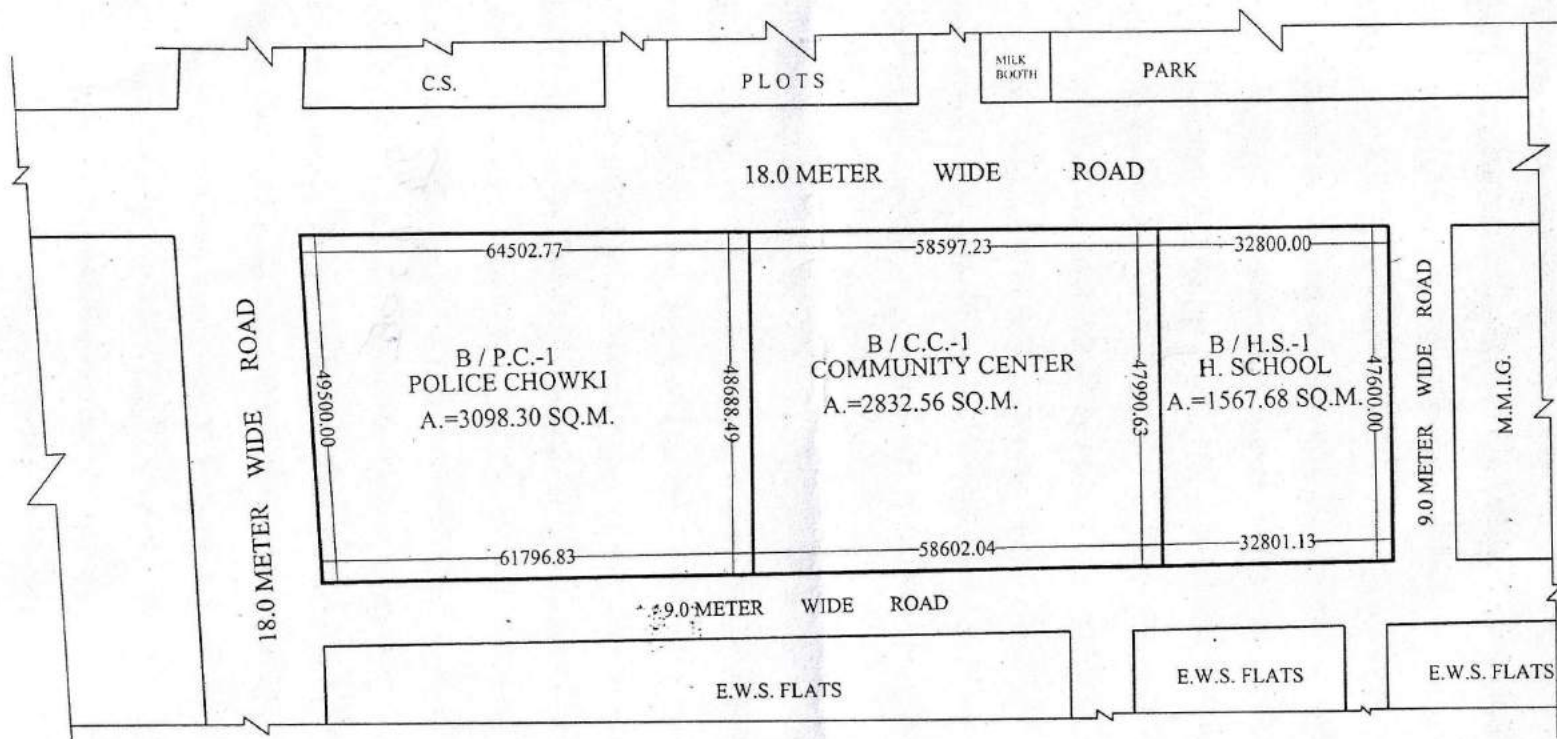 C.S.
PLOTS
MILK
BOOTH
PARK
18.0 METER WIDE ROAD
64502.77
58597.23
32800.00
18.0 METER WIDE ROAD
49500.00
B / P.C.-1
POLICE CHOWKI
A.=3098.30 SQ.M.
48688.49
B / C.C.-1
COMMUNITY CENTER
A.=2832.56 SQ.M.
47990.63
B / H.S.-1
H. SCHOOL
A.=1567.68 SQ.M.
47600.00
9.0 METER WIDE ROAD
M.M.I.G.
61796.83
58602.04
32801.13
9.0 METER WIDE ROAD
E.W.S. FLATS
E.W.S. FLATS
E.W.S. FLATS